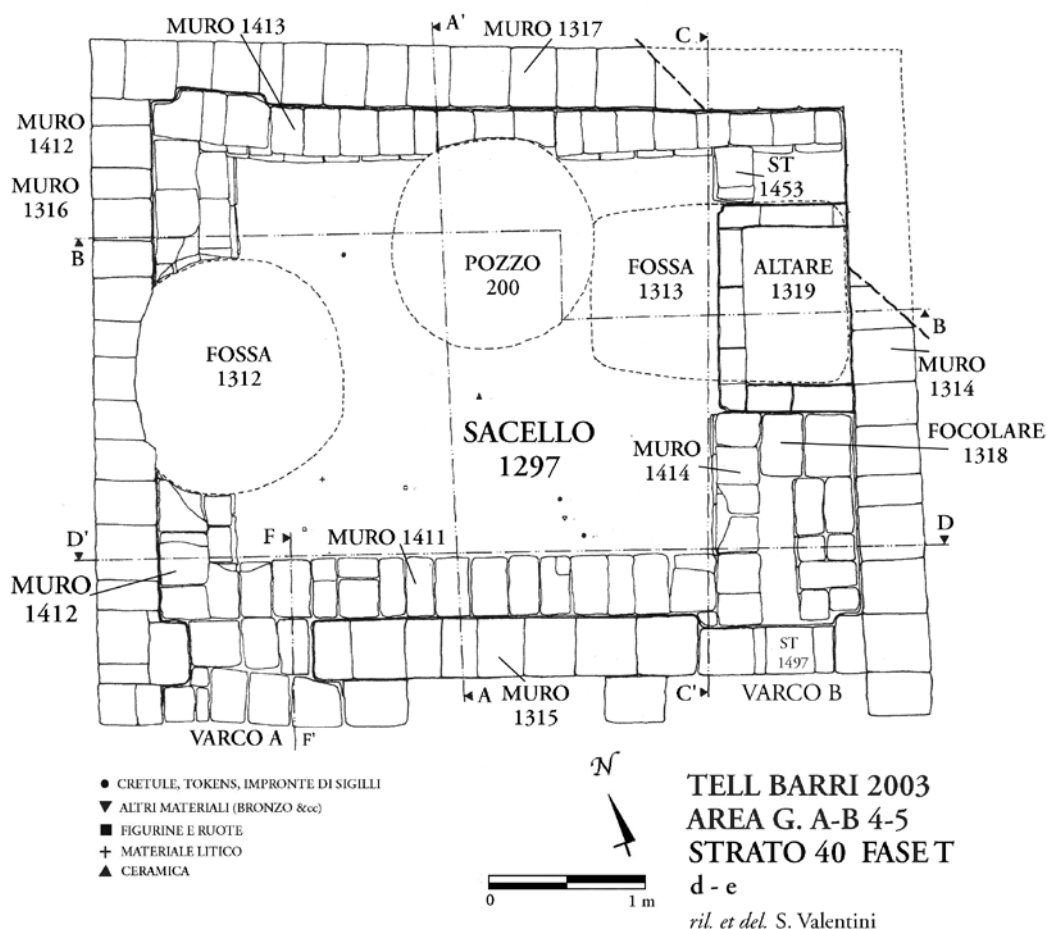 A'
MURO 1413
MURO 1317
C
MURO
1412
MURO
1316
ST
1453
B
POZZO
200
FOSSA
1313
ALTARE
1319
B
FOSSA
1312
MURO
1314
SACELLO
1297
MURO
1414
FOCOLARE
1318
D'
F
MURO 1411
D
MURO
1412
ST
1497
A
MURO
1315
C'
VARCO B
VARCO A
F'
CRETULE, TOKENS, IMPRONTE DI SIGILLI
ALTRI MATERIALI (BRONZO &cc)
FIGURINE E RUOTE
MATERIALE LITICO
CERAMICA
N
0 1 m
TELL BARRI 2003
AREA G. A-B 4-5
STRATO 40 FASE T
d - e
ril. et del. S. Valentini